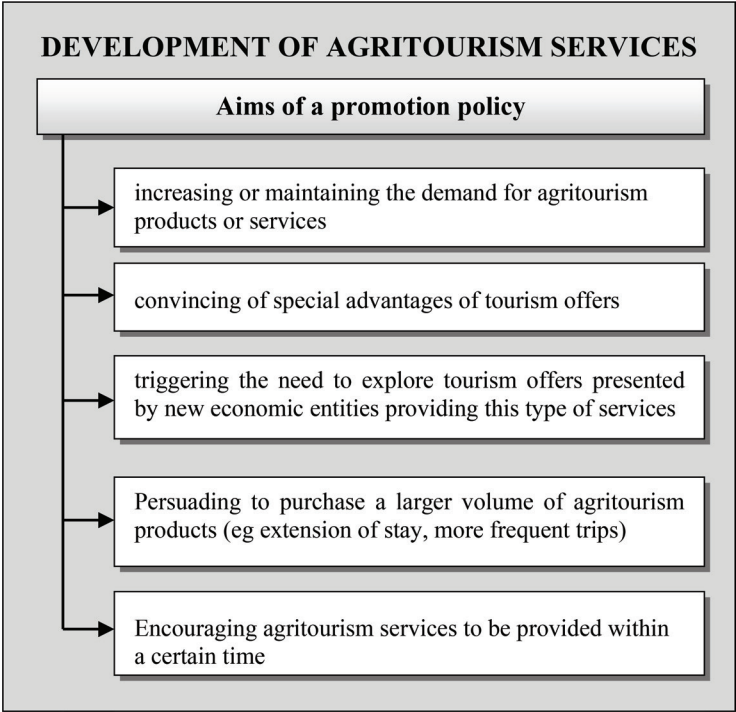 DEVELOPMENT OF AGRITOURISM SERVICES
Aims of a promotion policy
increasing or maintaining the demand for agritourism
products or services
convincing of special advantages of tourism offers
triggering the need to explore tourism offers presented
by new economic entities providing this type of services
Persuading to purchase a larger volume of agritourism
products (eg extension of stay, more frequent trips)
Encouraging agritourism services to be provided within
a certain time